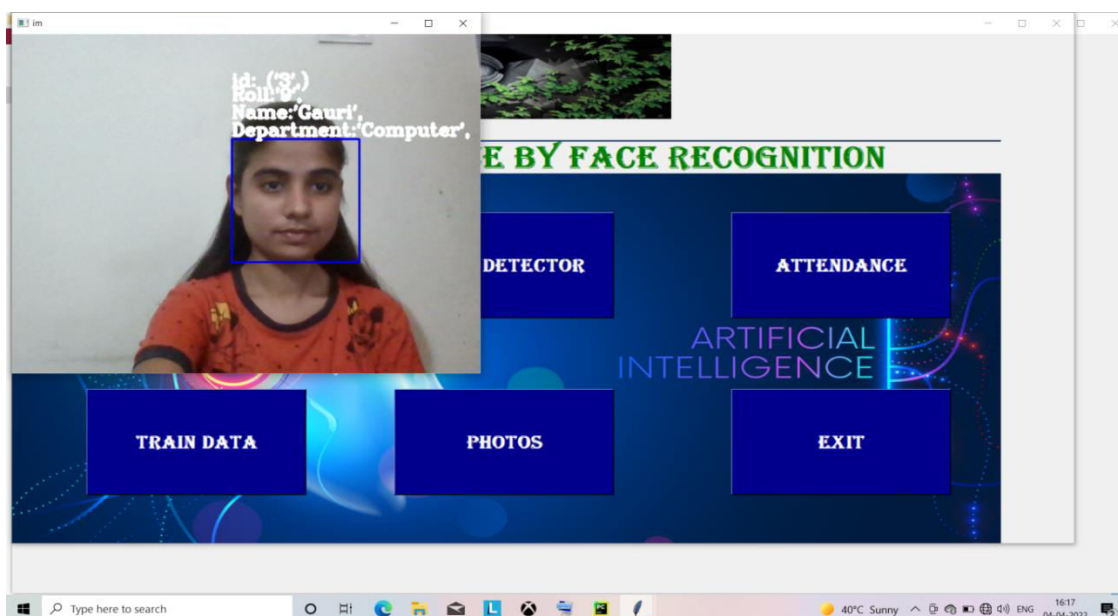 im
id: ('3',)
Roll:'9',
Name:'Gauri',
Department:'Computer',
E BY FACE RECOGNITION
DETECTOR
ATTENDANCE
ARTIFICIAL
INTELLIGENCE
TRAIN DATA
PHOTOS
EXIT
Type here to search
40°C Sunny
ENG
16:17
04-04-2022